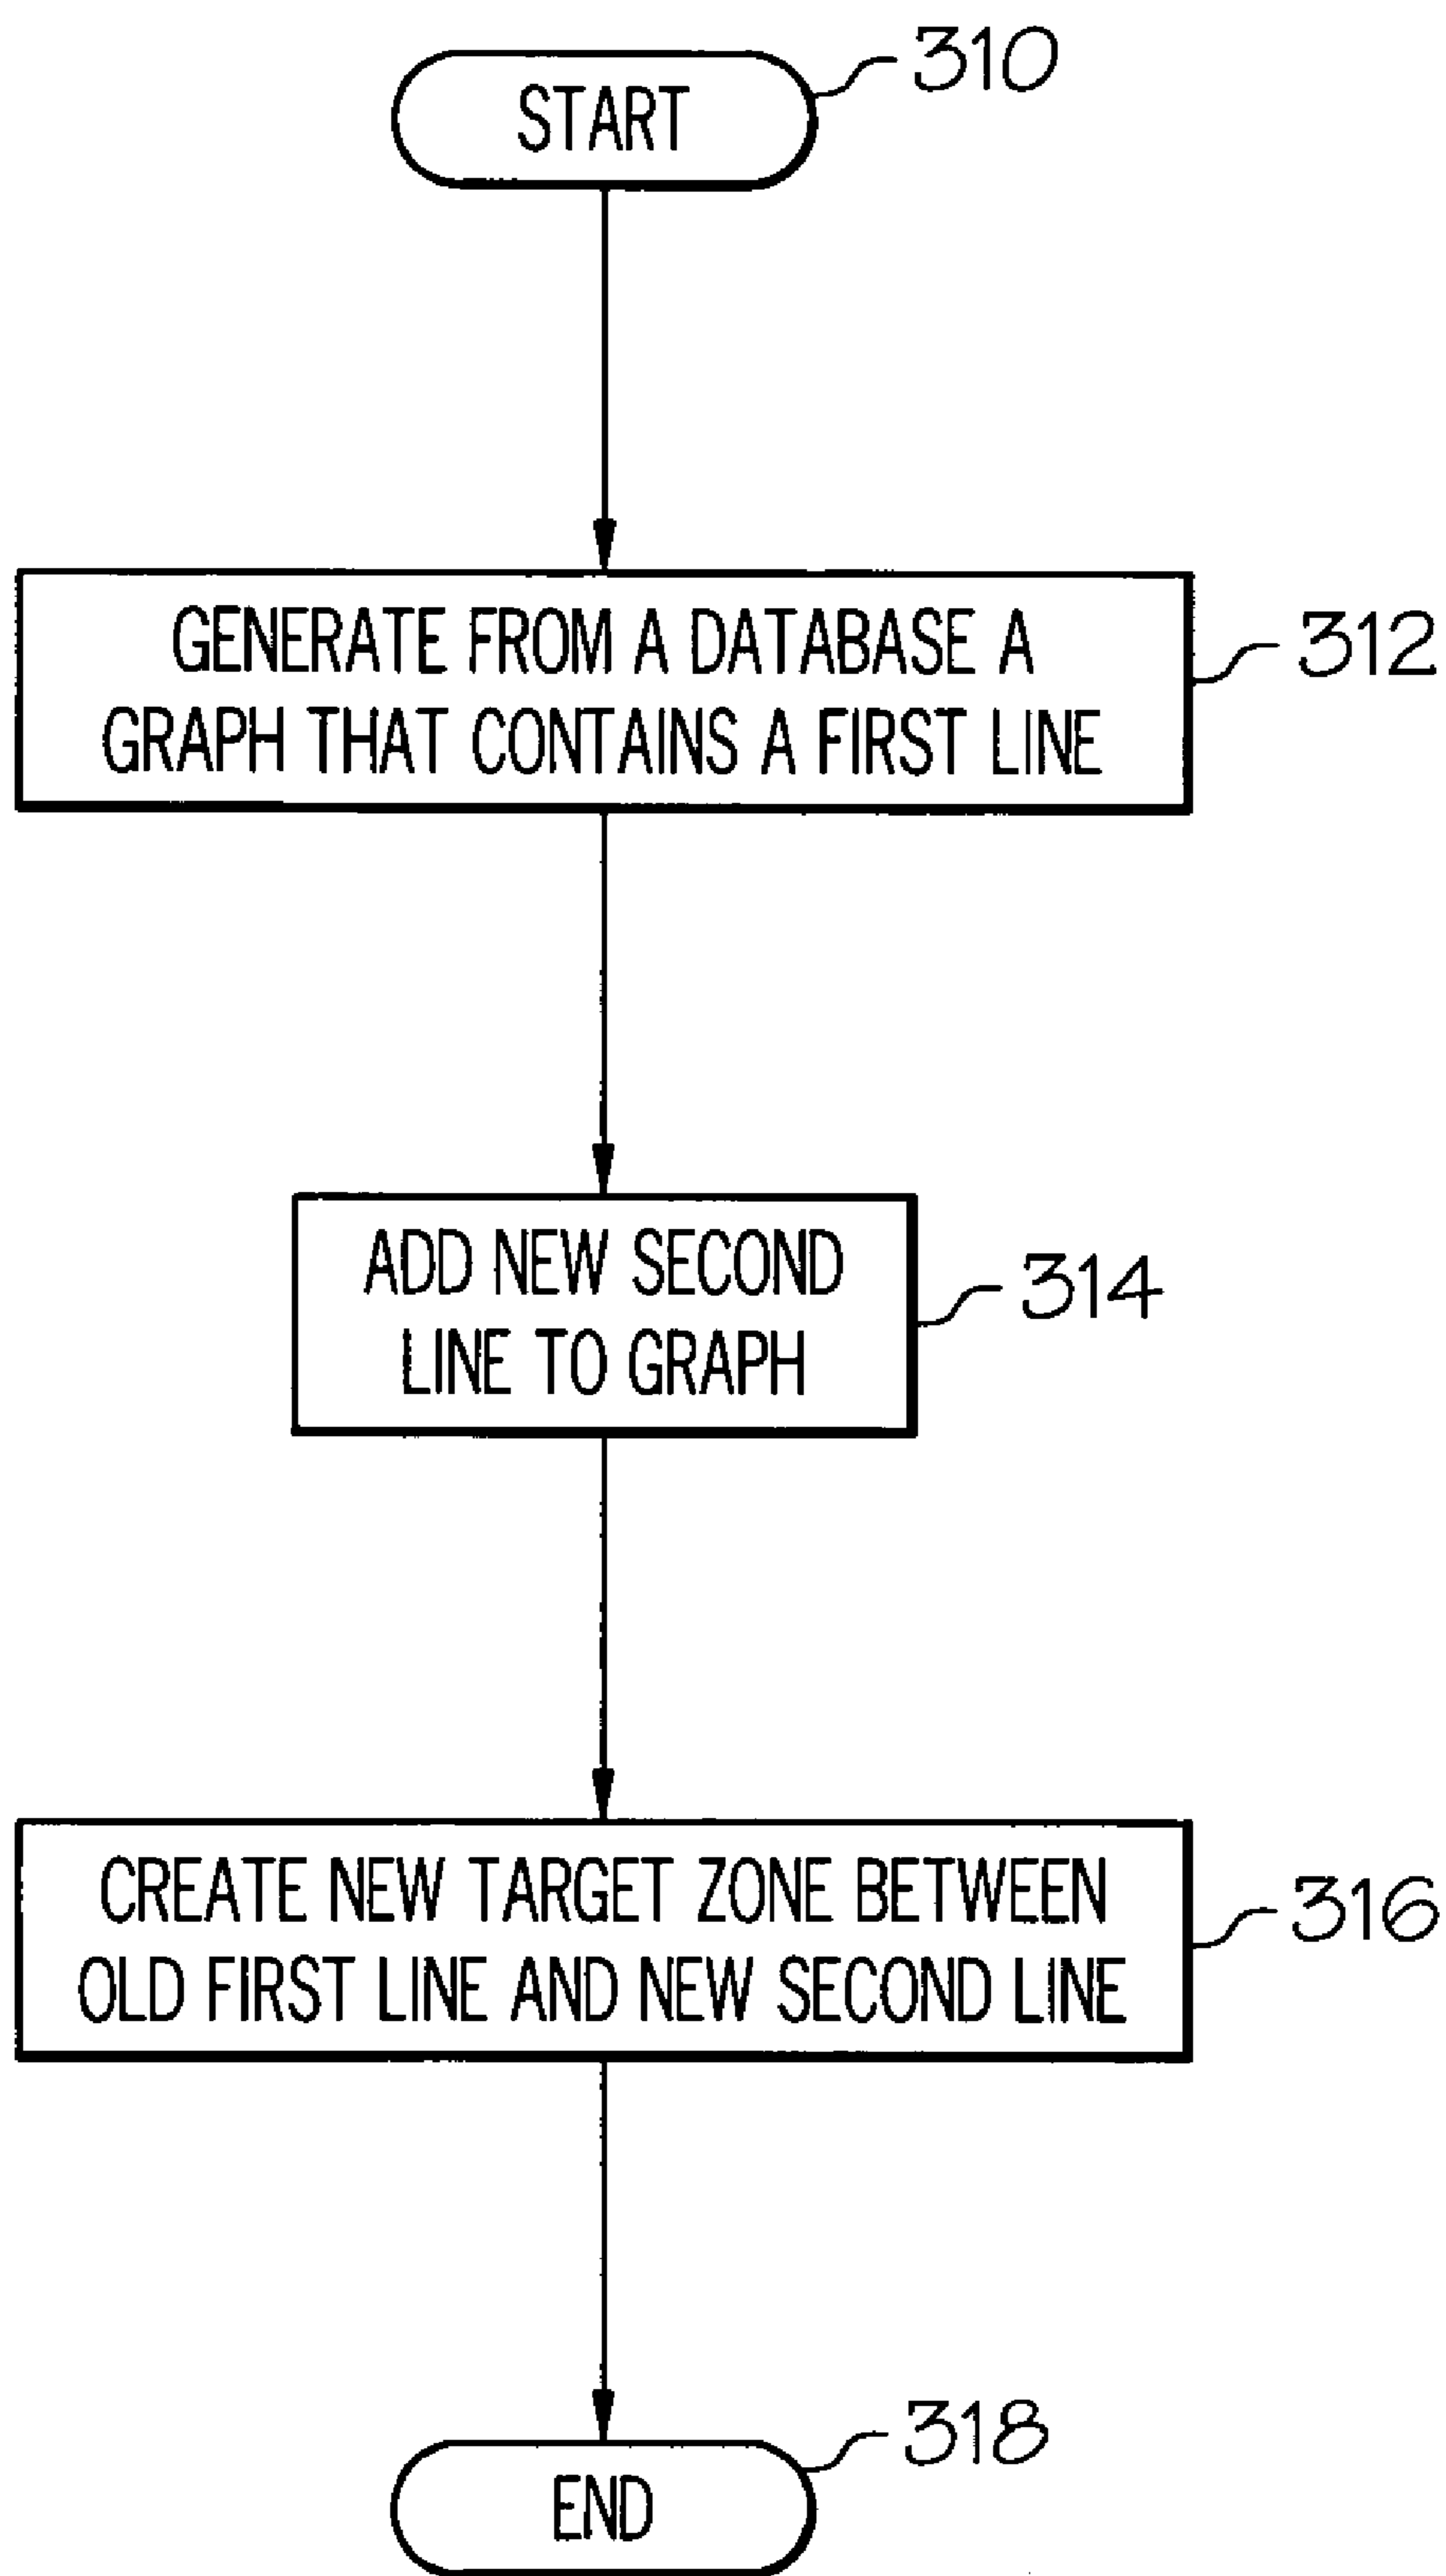 START
310
GENERATE FROM A DATABASE A
GRAPH THAT CONTAINS A FIRST LINE
312
ADD NEW SECOND
LINE TO GRAPH
314
CREATE NEW TARGET ZONE BETWEEN
OLD FIRST LINE AND NEW SECOND LINE
316
END
318